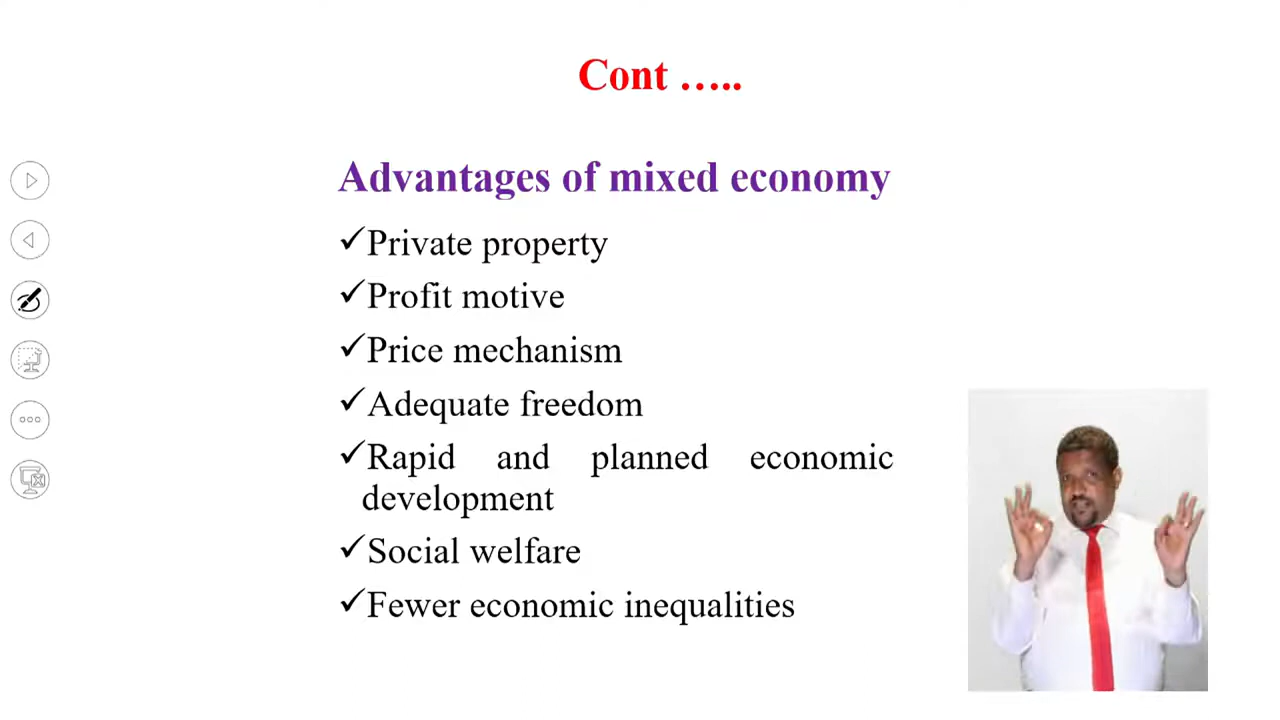 Cont …..
Advantages of mixed economy
✓Private property
✓Profit motive
✓Price mechanism
✓Adequate freedom
✓Rapid and planned economic
development
✓Social welfare
✓Fewer economic inequalities